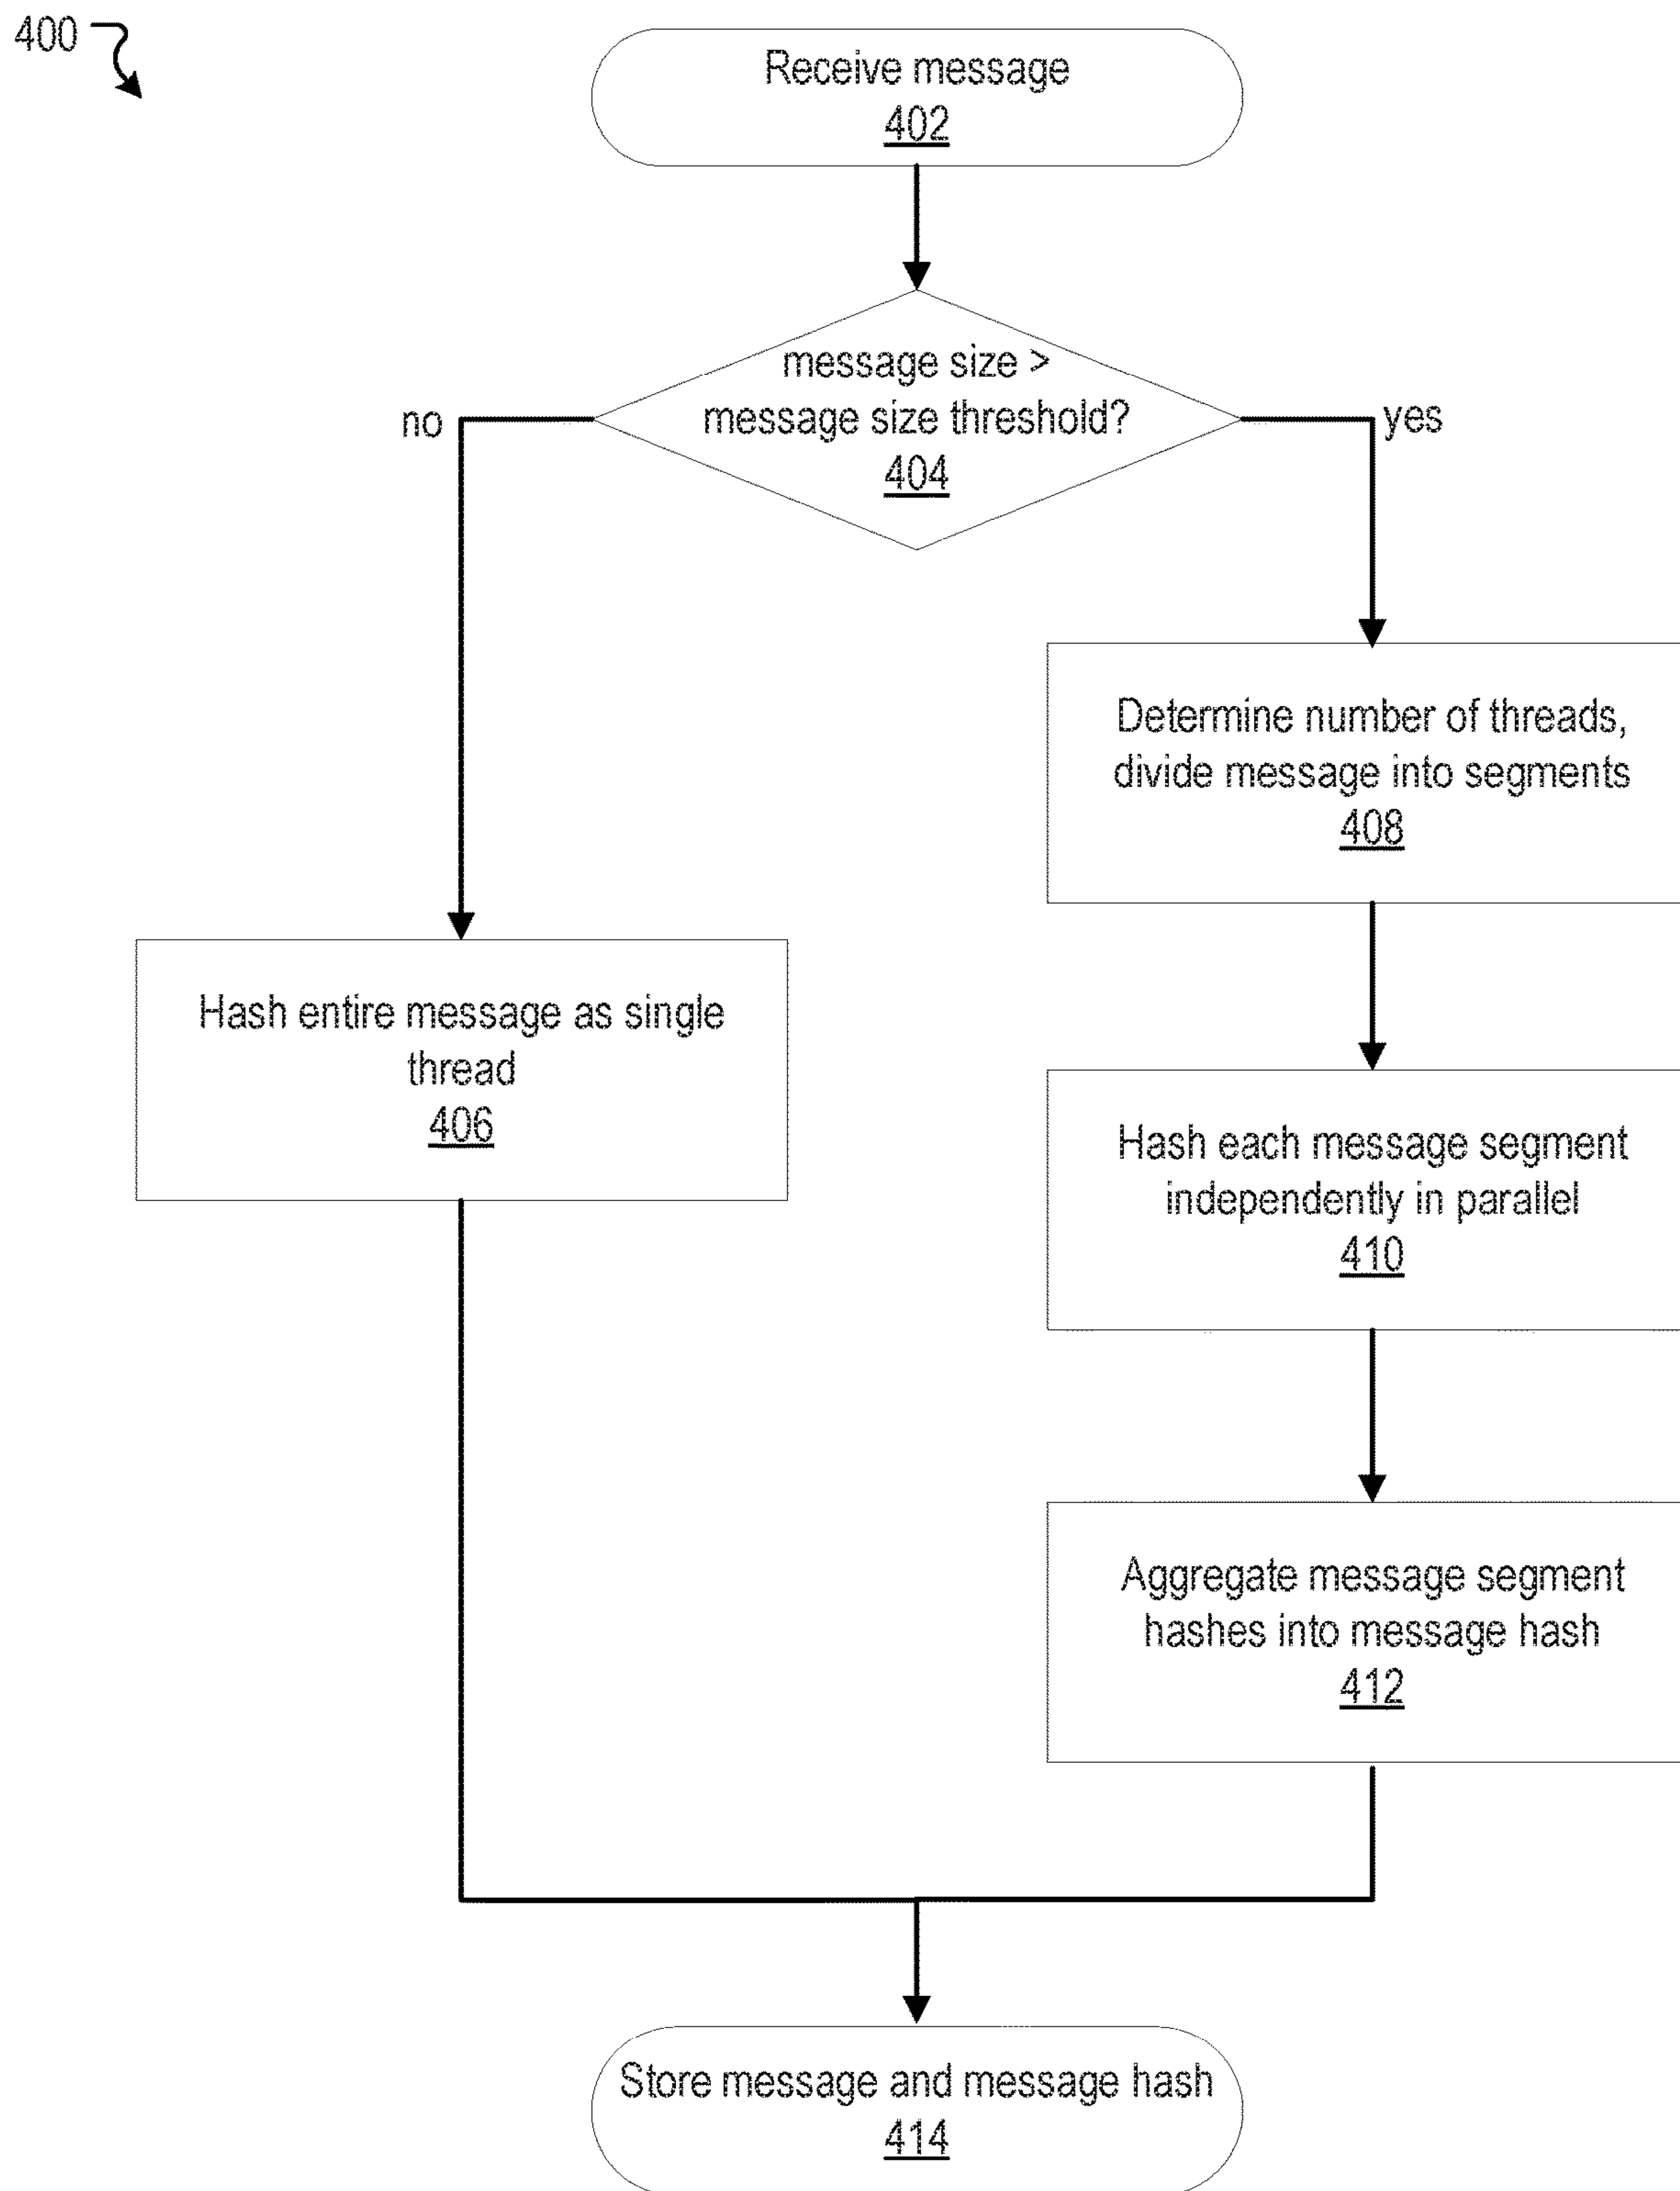 400
Receive message
402
message size >
message size threshold?
404
no
yes
Determine number of threads,
divide message into segments
408
Hash entire message as single
thread
406
Hash each message segment
independently in parallel
410
Aggregate message segment
hashes into message hash
412
Store message and message hash
414